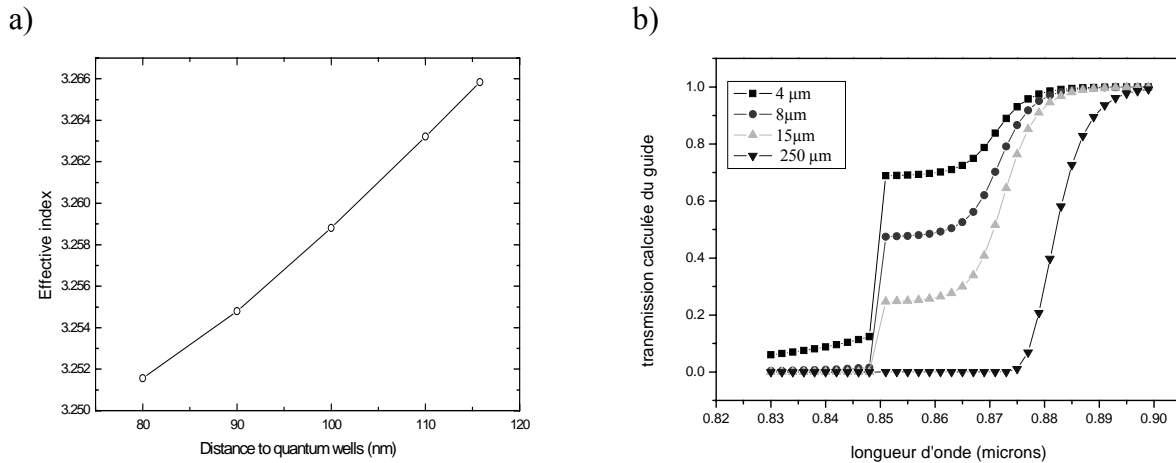 a)
3.266
3.264
3.262
3.260
3.258
3.256
3.254
3.252
3.250
80 90 100 110 120
Effective index
Distance to quantum wells (nm)
b)
1.0
0.8
0.6
0.4
0.2
0.0
0.82 0.83 0.84 0.85 0.86 0.87 0.88 0.89 0.90
4 µm
8µm
15µm
250 µm
transmission calculée du guide
longueur d'onde (microns)